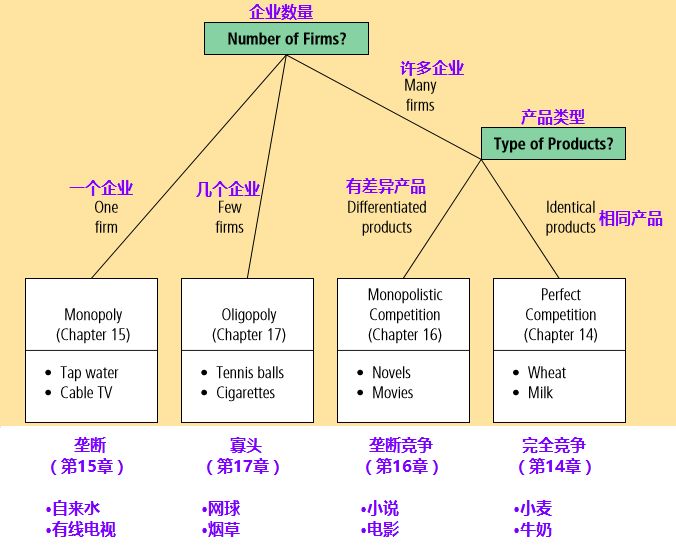 企业数量
Number of Firms?
许多企业
Many
firms
产品类型
Type of Products?
一个企业
One
firm
几个企业
Few
firms
有差异产品
Differentiated
products
Identical
products
相同产品
Monopoly
(Chapter 15)
• Tap water
• Cable TV
Oligopoly
(Chapter 17)
• Tennis balls
• Cigarettes
Monopolistic
Competition
(Chapter 16)
• Novels
• Movies
Perfect
Competition
(Chapter 14)
• Wheat
• Milk
垄断
（第15章）
•自来水
•有线电视
寡头
（第17章）
•网球
•烟草
垄断竞争
（第16章）
•小说
•电影
完全竞争
（第14章）
•小麦
•牛奶